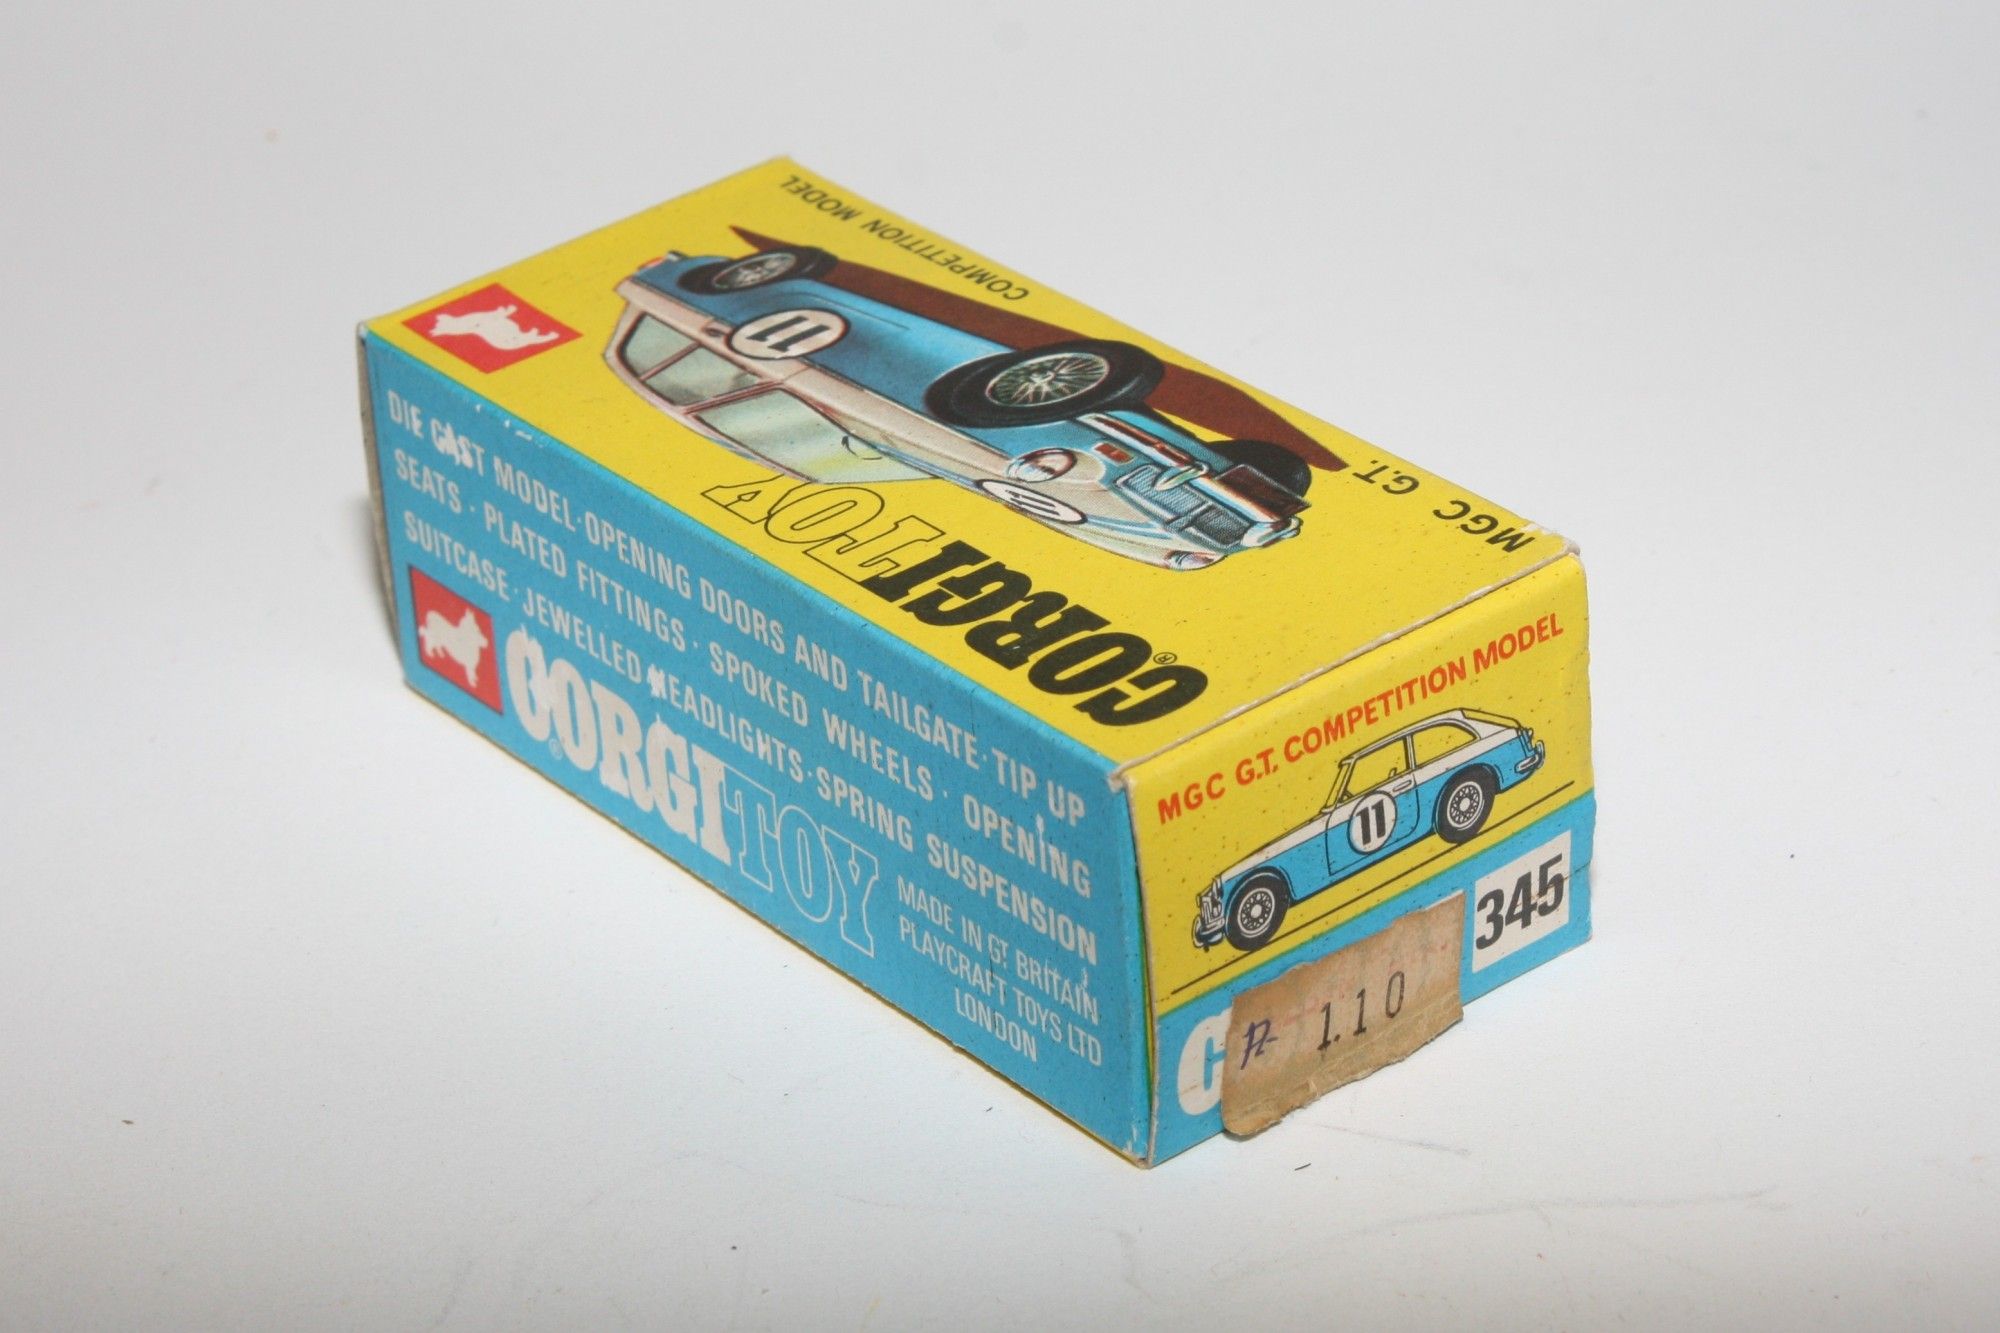 COMPETITION MODEL
MGC G.T.
11
CORGI TOY
®
DIE CAST MODEL·OPENING DOORS AND TAILGATE·TIP UP
SEATS · PLATED FITTINGS · SPOKED WHEELS · OPENING
SUITCASE·JEWELLED HEADLIGHTS·SPRING SUSPENSION
CORGI TOY
®
MADE IN GT. BRITAIN
PLAYCRAFT TOYS LTD
LONDON
MGC G.T. COMPETITION MODEL
11
345
C
1.10